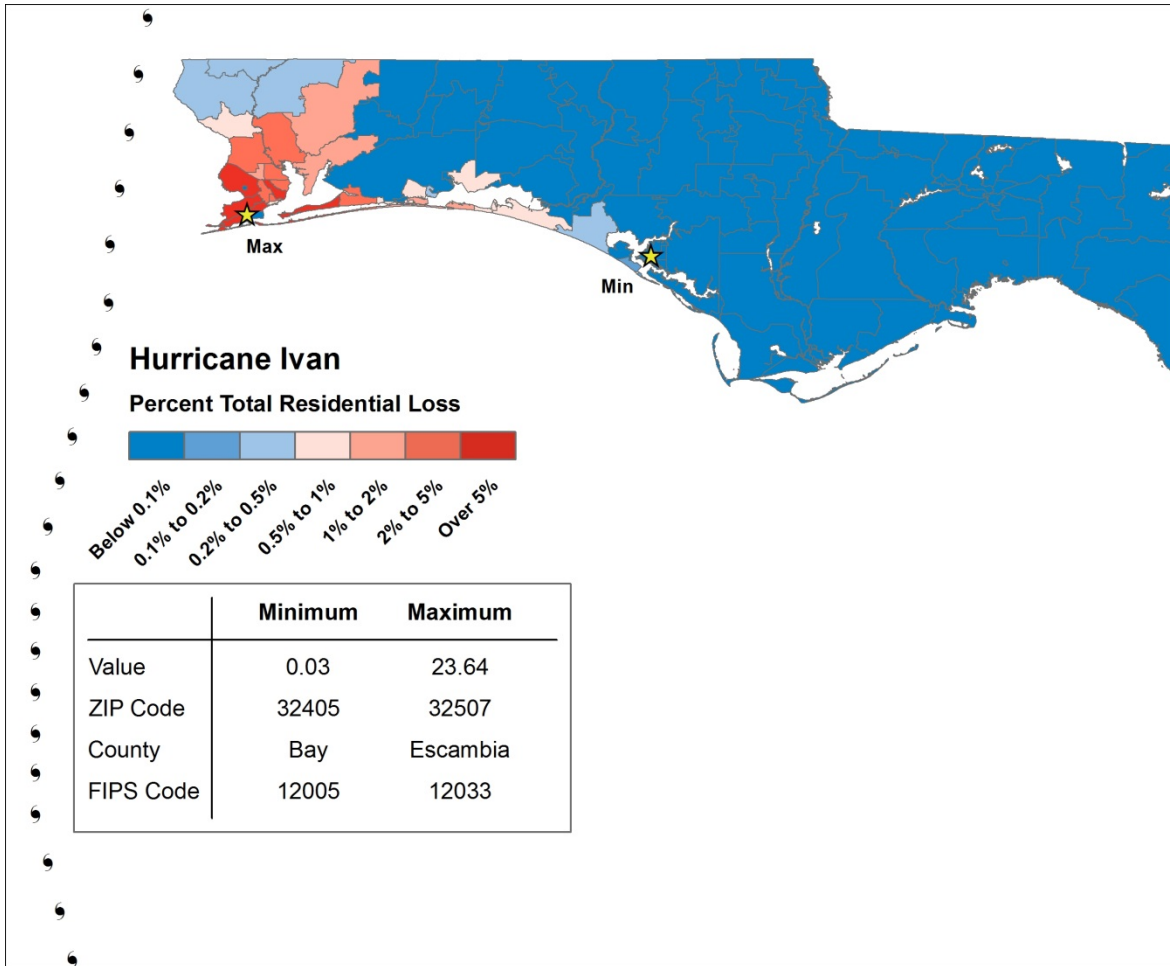 Max
Min
Hurricane Ivan
Percent Total Residential Loss
Below 0.1%
0.1% to 0.2%
0.2% to 0.5%
0.5% to 1%
1% to 2%
2% to 5%
Over 5%
Minimum Maximum
Value 0.03 23.64
ZIP Code 32405 32507
County Bay Escambia
FIPS Code 12005 12033